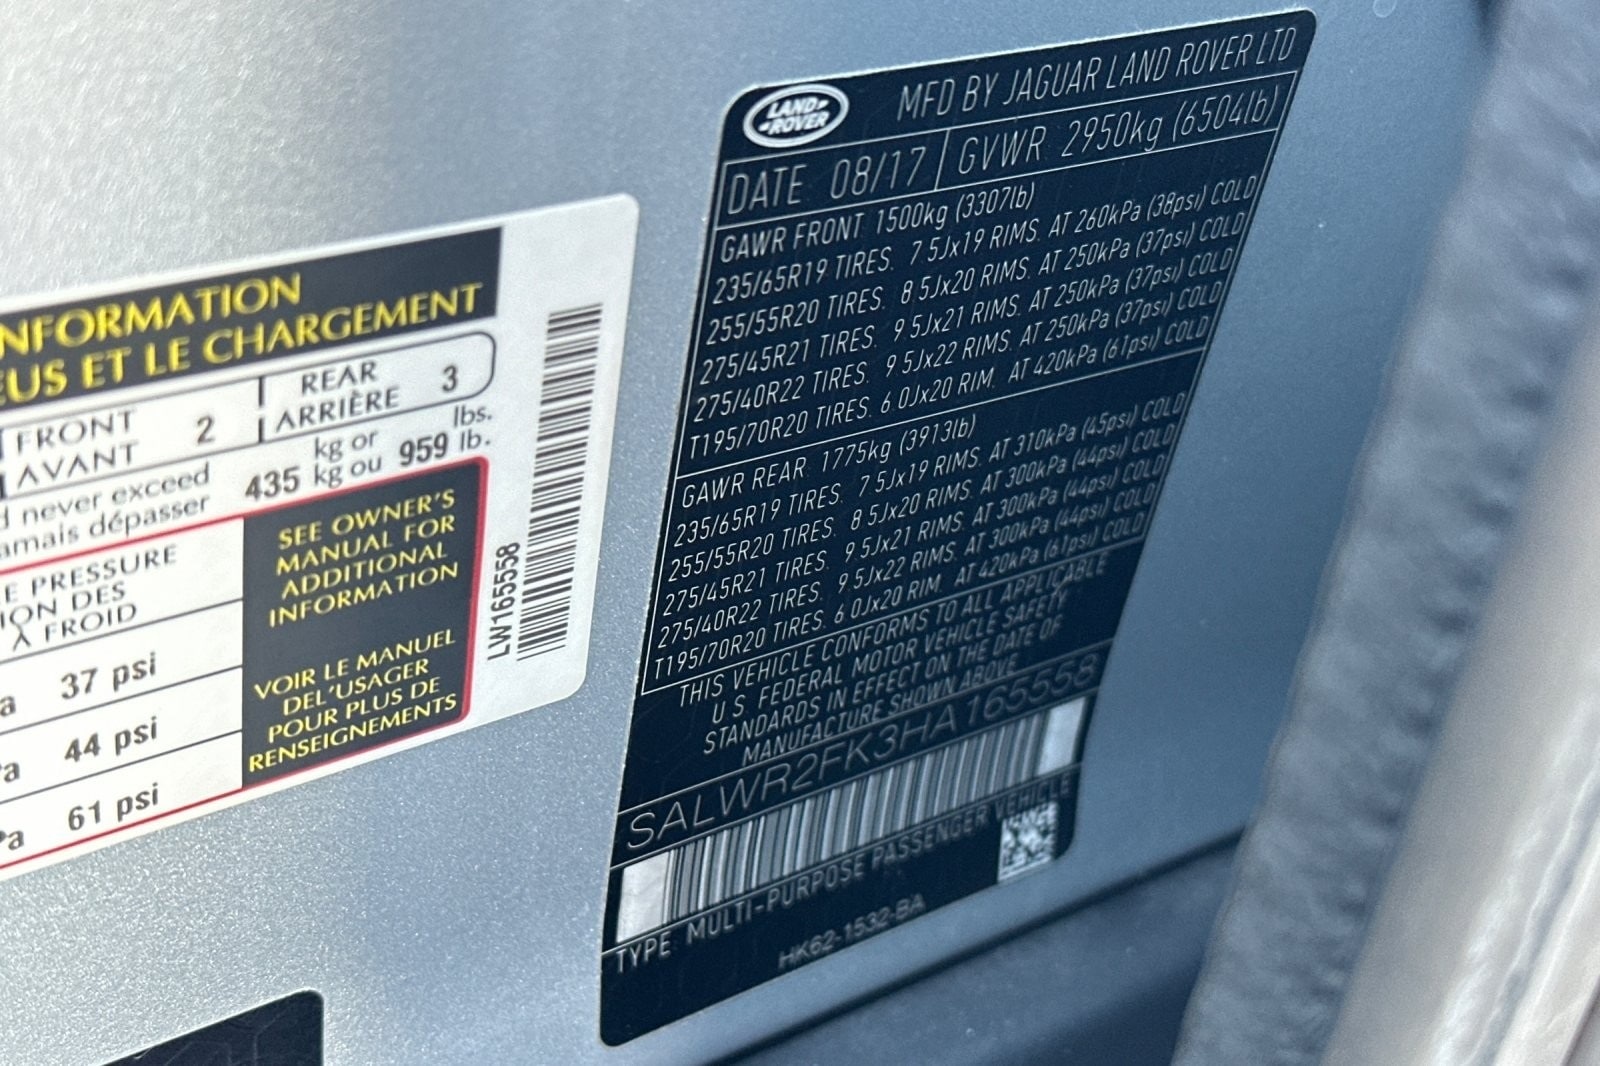 NFORMATION
EUS ET LE CHARGEMENT
FRONT 2 REAR 3
AVANT ARRIÈRE
never exceed 435 kg or 959 lbs.
amais dépasser kg ou lb.
E PRESSURE
ION DES
À FROID
a 37 psi
a 44 psi
Pa 61 psi
SEE OWNER'S
MANUAL FOR
ADDITIONAL
INFORMATION
VOIR LE MANUEL
DEL'USAGER
POUR PLUS DE
RENSEIGNEMENTS
LW165558
LAND
ROVER
MFD BY JAGUAR LAND ROVER LTD
DATE 08/17 GVWR 2950kg (6504lb)
GAWR FRONT 1500kg (3307lb)
235/65R19 TIRES. 7.5Jx19 RIMS. AT 260kPa (38psi) COLD
255/55R20 TIRES. 8.5Jx20 RIMS. AT 250kPa (37psi) COLD
275/45R21 TIRES. 9.5Jx21 RIMS. AT 250kPa (37psi) COLD
275/40R22 TIRES. 9.5Jx22 RIMS. AT 250kPa (37psi) COLD
T195/70R20 TIRES. 6.0Jx20 RIM. AT 420kPa (61psi) COLD
GAWR REAR 1775kg (3913lb)
235/65R19 TIRES. 7.5Jx19 RIMS. AT 310kPa (45psi) COLD
255/55R20 TIRES. 8.5Jx20 RIMS. AT 300kPa (44psi) COLD
275/45R21 TIRES. 9.5Jx21 RIMS. AT 300kPa (44psi) COLD
275/40R22 TIRES. 9.5Jx22 RIMS. AT 300kPa (44psi) COLD
T195/70R20 TIRES. 6.0Jx20 RIM. AT 420kPa (61psi) COLD
THIS VEHICLE CONFORMS TO ALL APPLICABLE
U.S. FEDERAL MOTOR VEHICLE SAFETY
STANDARDS IN EFFECT ON THE DATE OF
MANUFACTURE SHOWN ABOVE
SALWR2FK3HA165558
TYPE MULTI-PURPOSE PASSENGER VEHICLE
HK62-1532-BA